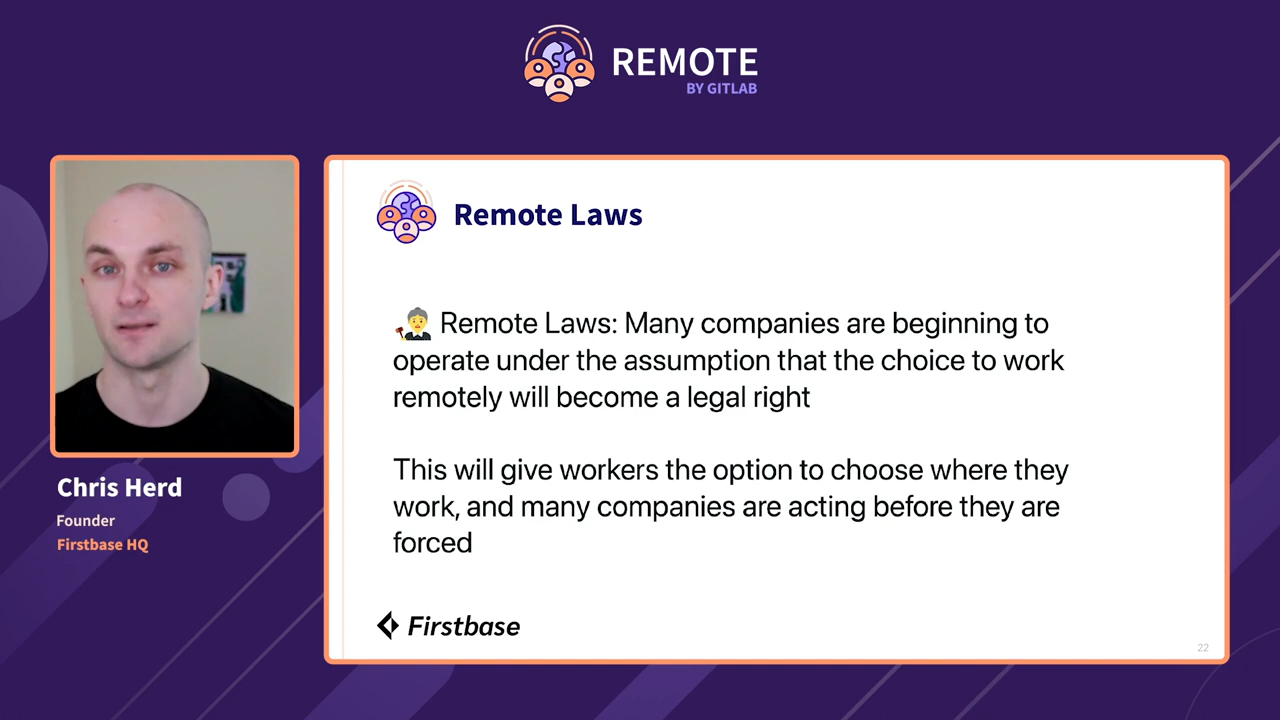 REMOTE
BY GITLAB
Chris Herd
Founder
Firstbase HQ
Remote Laws
Remote Laws: Many companies are beginning to
operate under the assumption that the choice to work
remotely will become a legal right
This will give workers the option to choose where they
work, and many companies are acting before they are
forced
Firstbase
22